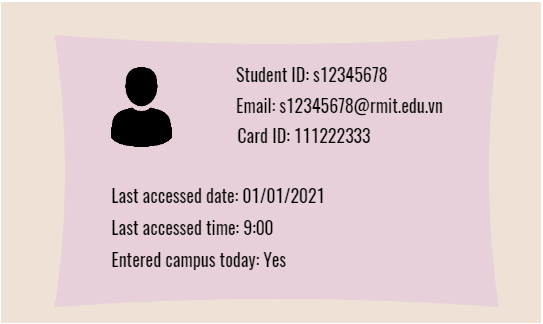 Student ID: s12345678
Email: s12345678@rmit.edu.vn
Card ID: 111222333
Last accessed date: 01/01/2021
Last accessed time: 9:00
Entered campus today: Yes